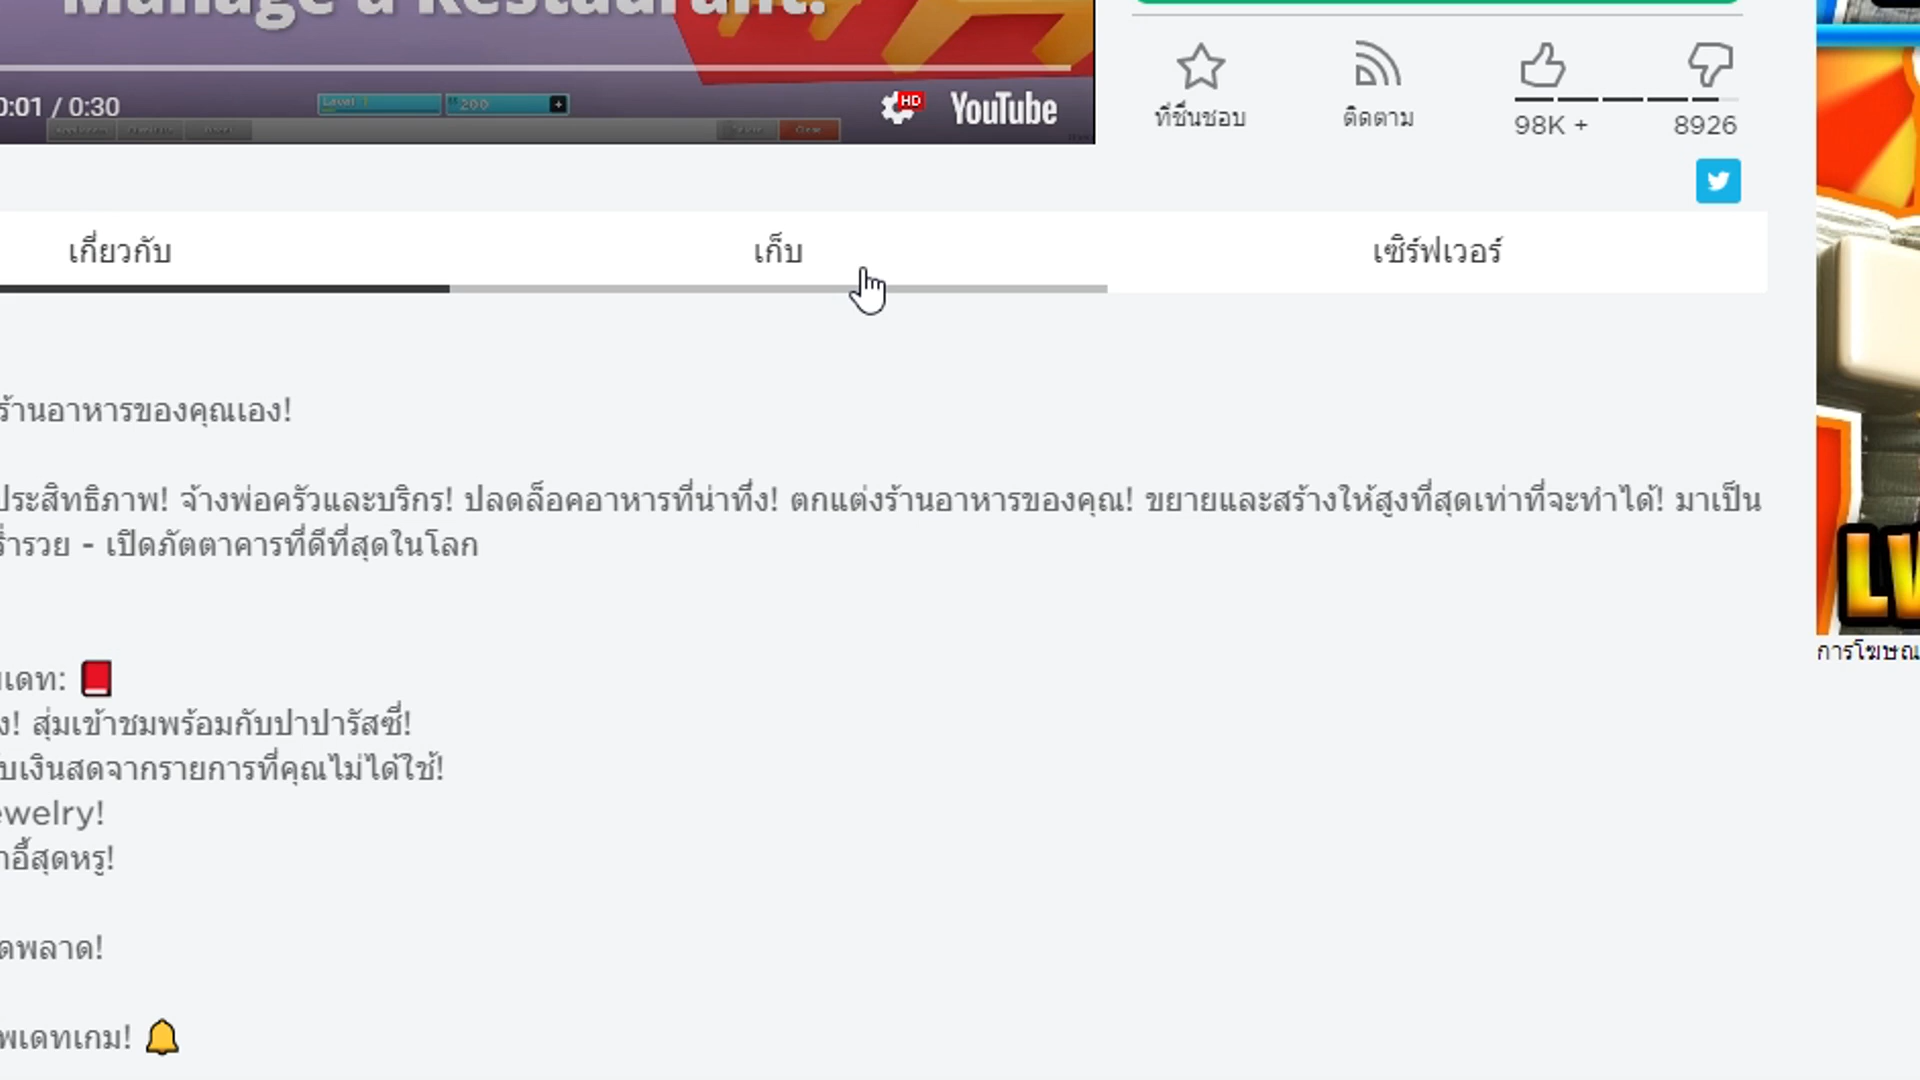 Manage a Restaurant!
0:01 / 0:30
Level 1
200
+
Close
HD
YouTube
ที่ชื่นชอบ
ติดตาม
98K +
8926
เกี่ยวกับ
เก็บ
เซิร์ฟเวอร์
ร้านอาหารของคุณเอง!
ประสิทธิภาพ! จ้างพ่อครัวและบริกร! ปลดล็อคอาหารที่น่าทึ่ง! ตกแต่งร้านอาหารของคุณ! ขยายและสร้างให้สูงที่สุดเท่าที่จะทำได้! มาเป็น
ร่ำรวย - เปิดภัตตาคารที่ดีที่สุดในโลก
เดท:
ง! สุ่มเข้าชมพร้อมกับปาปารัสซี่!
บเงินสดจากรายการที่คุณไม่ได้ใช้!
ewelry!
าอี้สุดหรู!
ดพลาด!
พเดทเกม!
การโฆษณ